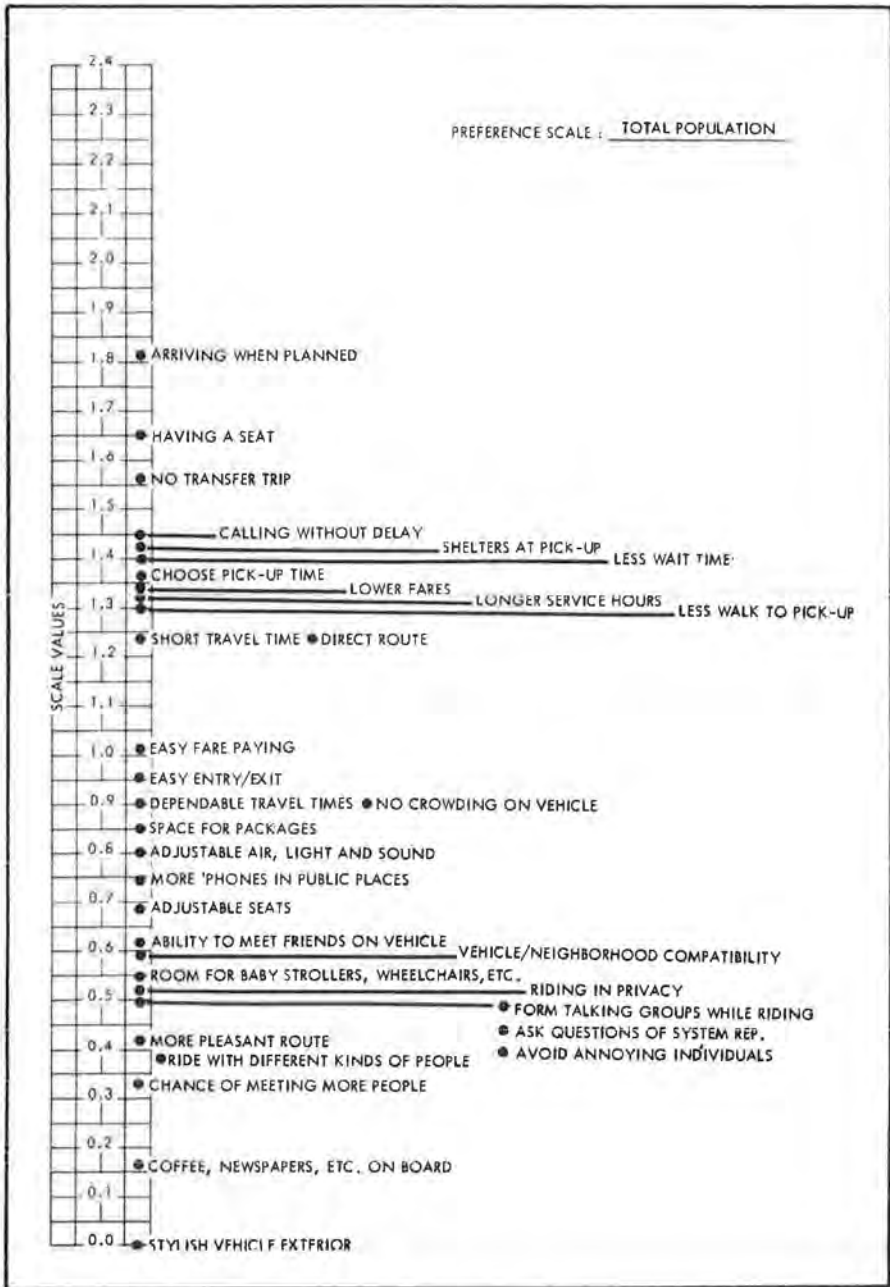 PREFERENCE SCALE : TOTAL POPULATION
SCALE VALUES
2.4
2.3
2.2
2.1
2.0
1.9
1.8
ARRIVING WHEN PLANNED
1.7
HAVING A SEAT
1.6
NO TRANSFER TRIP
1.5
CALLING WITHOUT DELAY
SHELTERS AT PICK-UP
1.4
LESS WAIT TIME
CHOOSE PICK-UP TIME
LOWER FARES
LONGER SERVICE HOURS
1.3
LESS WALK TO PICK-UP
SHORT TRAVEL TIME ●DIRECT ROUTE
1.2
1.1
1.0
EASY FARE PAYING
EASY ENTRY/EXIT
0.9
DEPENDABLE TRAVEL TIMES ●NO CROWDING ON VEHICLE
SPACE FOR PACKAGES
0.8
ADJUSTABLE AIR, LIGHT AND SOUND
MORE 'PHONES IN PUBLIC PLACES
0.7
ADJUSTABLE SEATS
ABILITY TO MEET FRIENDS ON VEHICLE
0.6
VEHICLE/NEIGHBORHOOD COMPATIBILITY
ROOM FOR BABY STROLLERS, WHEELCHAIRS, ETC.
RIDING IN PRIVACY
0.5
● FORM TALKING GROUPS WHILE RIDING
● ASK QUESTIONS OF SYSTEM REP.
● AVOID ANNOYING INDIVIDUALS
MORE PLEASANT ROUTE
0.4
●RIDE WITH DIFFERENT KINDS OF PEOPLE
CHANCE OF MEETING MORE PEOPLE
0.3
0.2
COFFEE, NEWSPAPERS, ETC. ON BOARD
0.1
0.0
STYLISH VEHICLE EXTERIOR